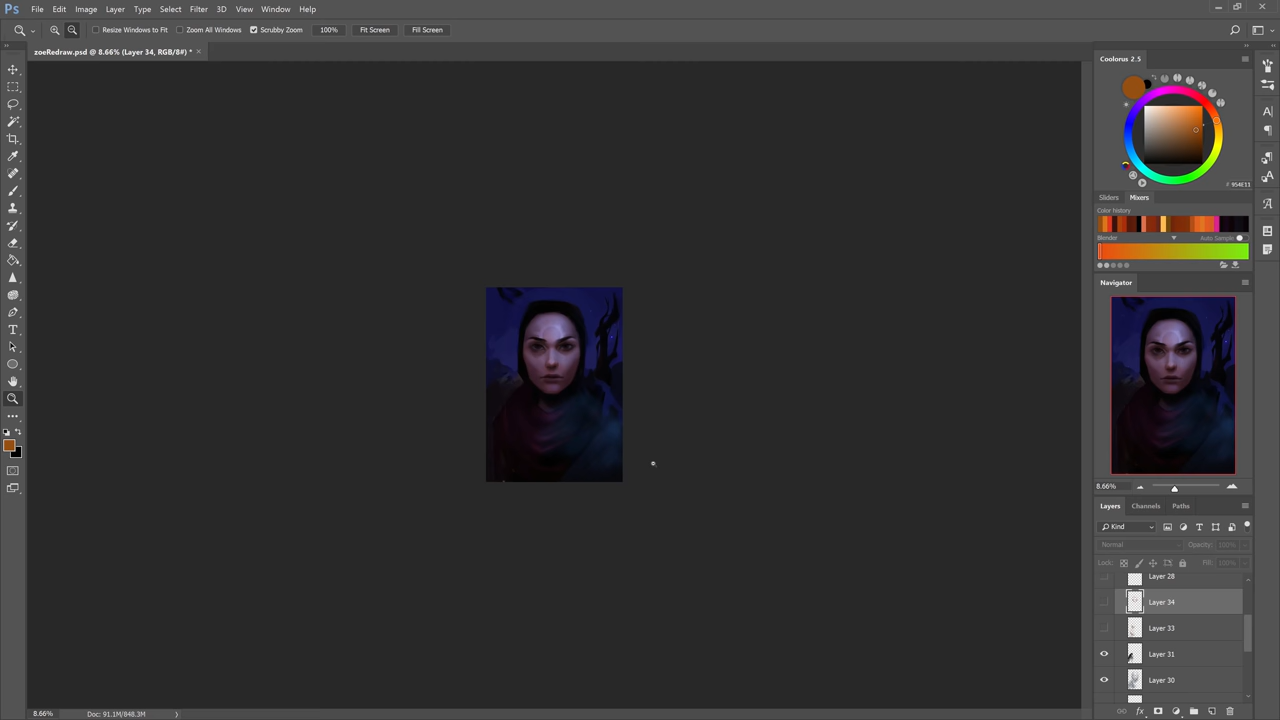 Ps File Edit Image Layer Type Select Filter 3D View Window Help
Resize Windows to Fit Zoom All Windows Scrubby Zoom 100% Fit Screen Fill Screen
zoeRedraw.psd @ 8.66% (Layer 34, RGB/8#) * ×
Coolorus 2.5
# 954E11
Sliders Mixers
Color history
Blender Auto Sample
Navigator
8.66%
Layers Channels Paths
Kind
Normal Opacity: 100%
Lock: Fill: 100%
Layer 28
Layer 34
Layer 33
Layer 31
Layer 30
8.66% Doc: 91.1M/848.3M